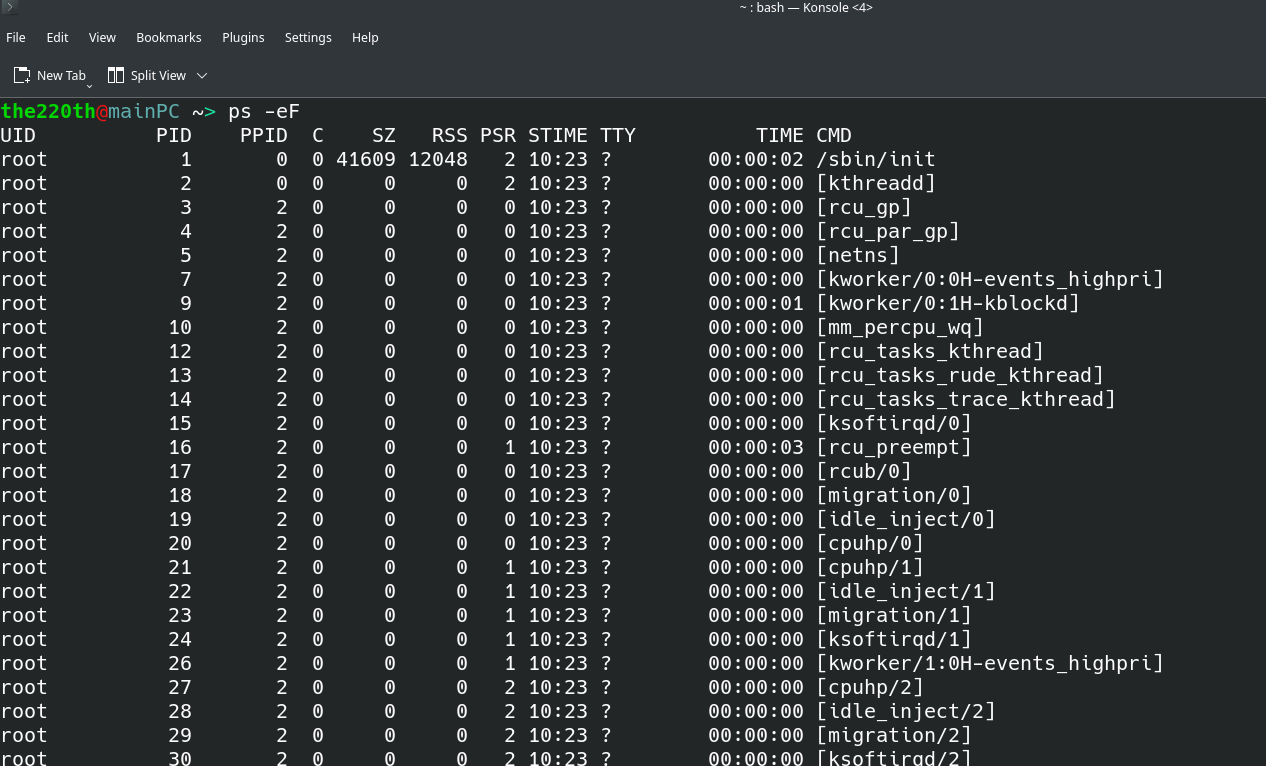 ~ : bash — Konsole <4>
File Edit View Bookmarks Plugins Settings Help
New Tab Split View
the220th@mainPC ~> ps -eF
UID PID PPID C SZ RSS PSR STIME TTY TIME CMD
root 1 0 0 41609 12048 2 10:23 ? 00:00:02 /sbin/init
root 2 0 0 0 0 2 10:23 ? 00:00:00 [kthreadd]
root 3 2 0 0 0 0 10:23 ? 00:00:00 [rcu_gp]
root 4 2 0 0 0 0 10:23 ? 00:00:00 [rcu_par_gp]
root 5 2 0 0 0 0 10:23 ? 00:00:00 [netns]
root 7 2 0 0 0 0 10:23 ? 00:00:00 [kworker/0:0H-events_highpri]
root 9 2 0 0 0 0 10:23 ? 00:00:01 [kworker/0:1H-kblockd]
root 10 2 0 0 0 0 10:23 ? 00:00:00 [mm_percpu_wq]
root 12 2 0 0 0 0 10:23 ? 00:00:00 [rcu_tasks_kthread]
root 13 2 0 0 0 0 10:23 ? 00:00:00 [rcu_tasks_rude_kthread]
root 14 2 0 0 0 0 10:23 ? 00:00:00 [rcu_tasks_trace_kthread]
root 15 2 0 0 0 0 10:23 ? 00:00:00 [ksoftirqd/0]
root 16 2 0 0 0 1 10:23 ? 00:00:03 [rcu_preempt]
root 17 2 0 0 0 0 10:23 ? 00:00:00 [rcub/0]
root 18 2 0 0 0 0 10:23 ? 00:00:00 [migration/0]
root 19 2 0 0 0 0 10:23 ? 00:00:00 [idle_inject/0]
root 20 2 0 0 0 0 10:23 ? 00:00:00 [cpuhp/0]
root 21 2 0 0 0 1 10:23 ? 00:00:00 [cpuhp/1]
root 22 2 0 0 0 1 10:23 ? 00:00:00 [idle_inject/1]
root 23 2 0 0 0 1 10:23 ? 00:00:00 [migration/1]
root 24 2 0 0 0 1 10:23 ? 00:00:00 [ksoftirqd/1]
root 26 2 0 0 0 1 10:23 ? 00:00:00 [kworker/1:0H-events_highpri]
root 27 2 0 0 0 2 10:23 ? 00:00:00 [cpuhp/2]
root 28 2 0 0 0 2 10:23 ? 00:00:00 [idle_inject/2]
root 29 2 0 0 0 2 10:23 ? 00:00:00 [migration/2]
root 30 2 0 0 0 2 10:23 ? 00:00:00 [ksoftirqd/2]